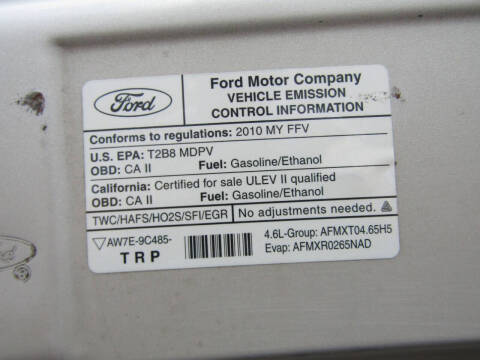 Ford
Ford Motor Company
VEHICLE EMISSION
CONTROL INFORMATION
Conforms to regulations: 2010 MY FFV
U.S. EPA: T2B8 MDPV
OBD: CA II Fuel: Gasoline/Ethanol
California: Certified for sale ULEV II qualified
OBD: CA II Fuel: Gasoline/Ethanol
TWC/HAFS/HO2S/SFI/EGR No adjustments needed.
AW7E-9C485- 4.6L-Group: AFMXT04.65H5
TRP Evap: AFMXR0265NAD